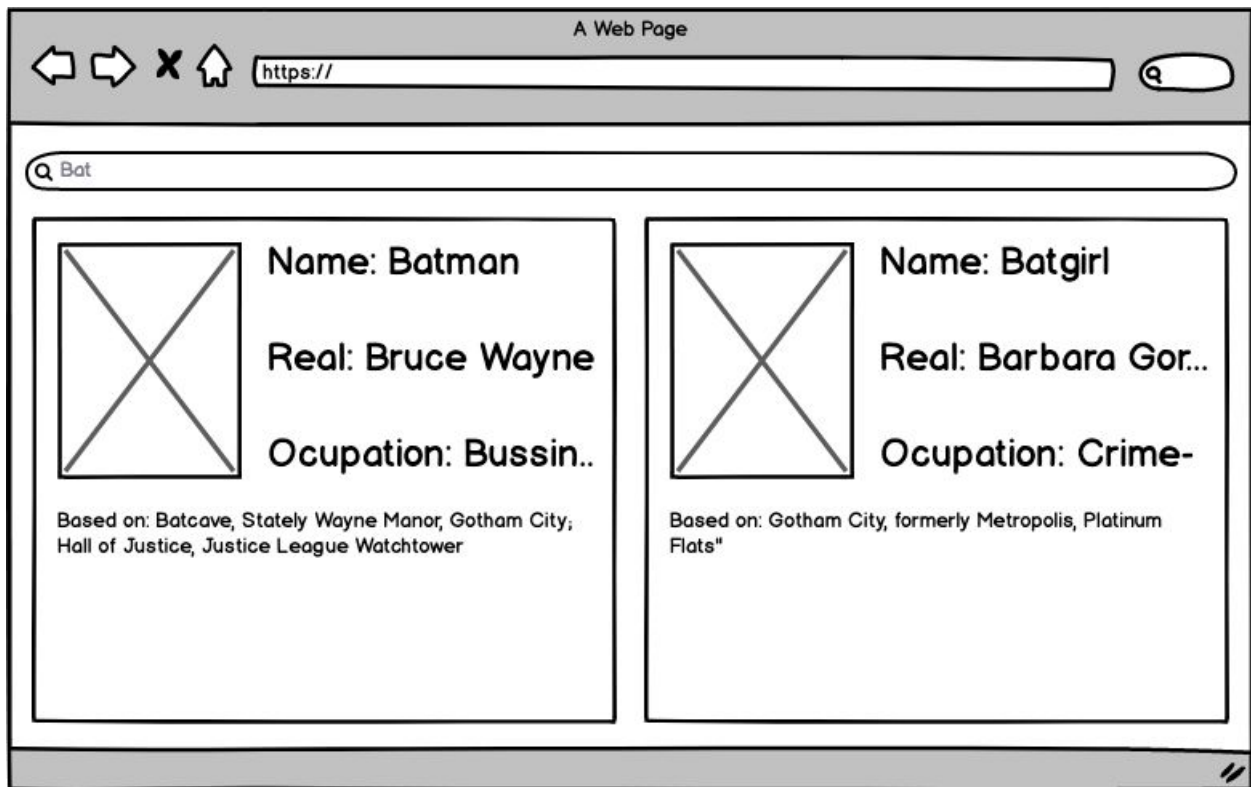 A Web Page
https://
Bat
Name: Batman
Real: Bruce Wayne
Ocupation: Bussin..
Based on: Batcave, Stately Wayne Manor, Gotham City;
Hall of Justice, Justice League Watchtower
Name: Batgirl
Real: Barbara Gor...
Ocupation: Crime-
Based on: Gotham City, formerly Metropolis, Platinum
Flats"